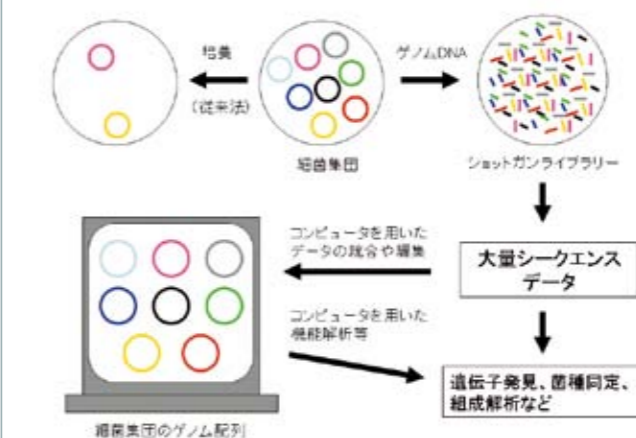 培養
(従来法)
細菌集団
ゲノムDNA
ショットガンライブラリー
大量シークエンス
データ
コンピュータを用いた
データの統合や編集
コンピュータを用いた
機能解析等
細菌集団のゲノム配列
遺伝子発見、菌種同定、
組成解析など